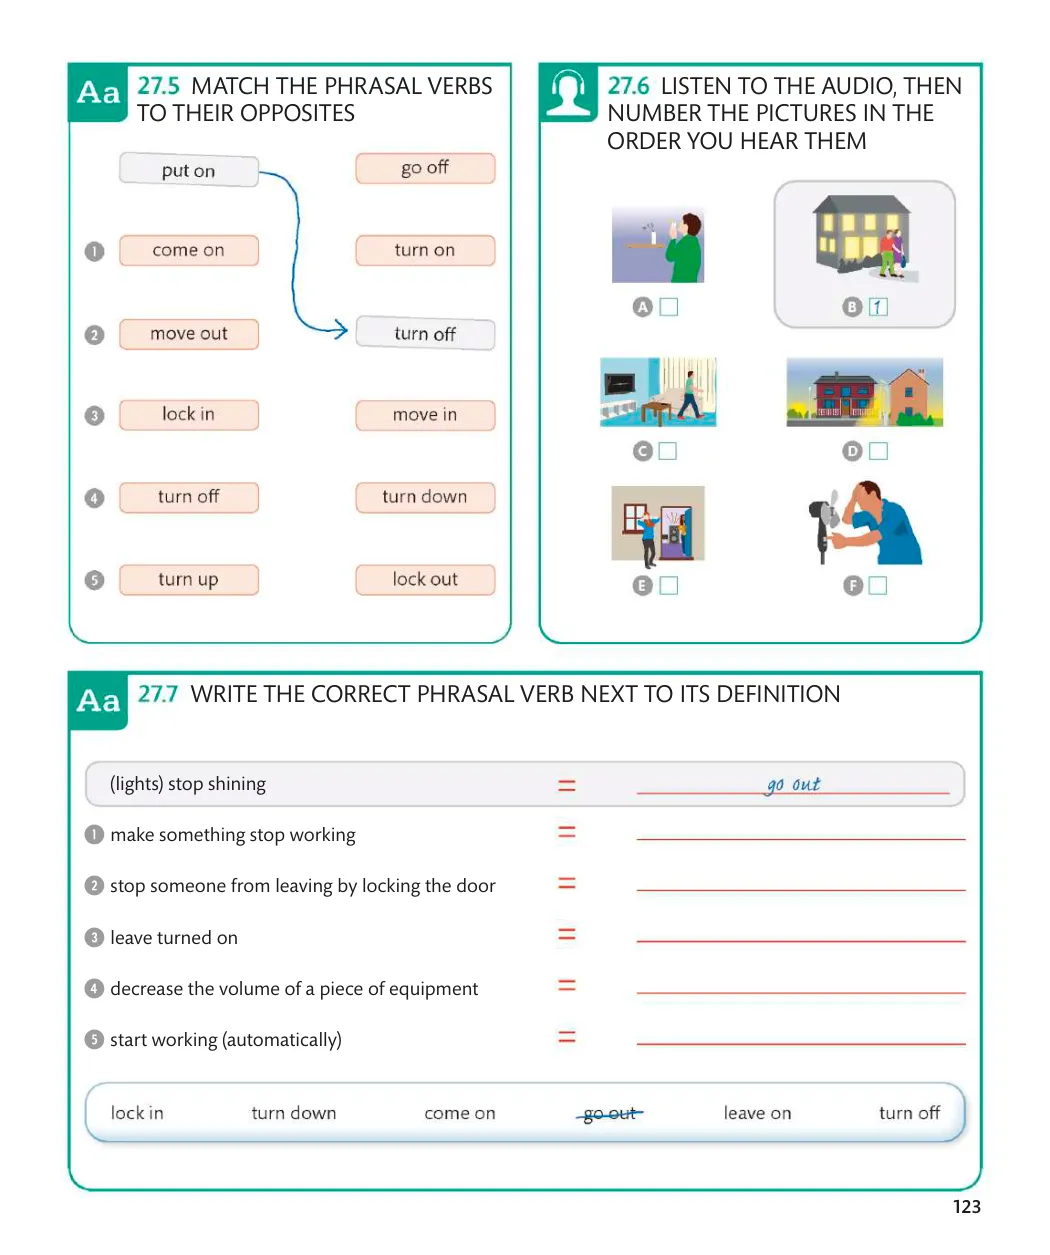 Aa
27.5 MATCH THE PHRASAL VERBS
TO THEIR OPPOSITES
put on
go off
1 come on
turn on
2 move out
turn off
3 lock in
move in
4 turn off
turn down
5 turn up
lock out
27.6 LISTEN TO THE AUDIO, THEN
NUMBER THE PICTURES IN THE
ORDER YOU HEAR THEM
A
B 1
C
D
E
F
Aa
27.7 WRITE THE CORRECT PHRASAL VERB NEXT TO ITS DEFINITION
(lights) stop shining = go out
1 make something stop working =
2 stop someone from leaving by locking the door =
3 leave turned on =
4 decrease the volume of a piece of equipment =
5 start working (automatically) =
lock in turn down come on go out leave on turn off
123